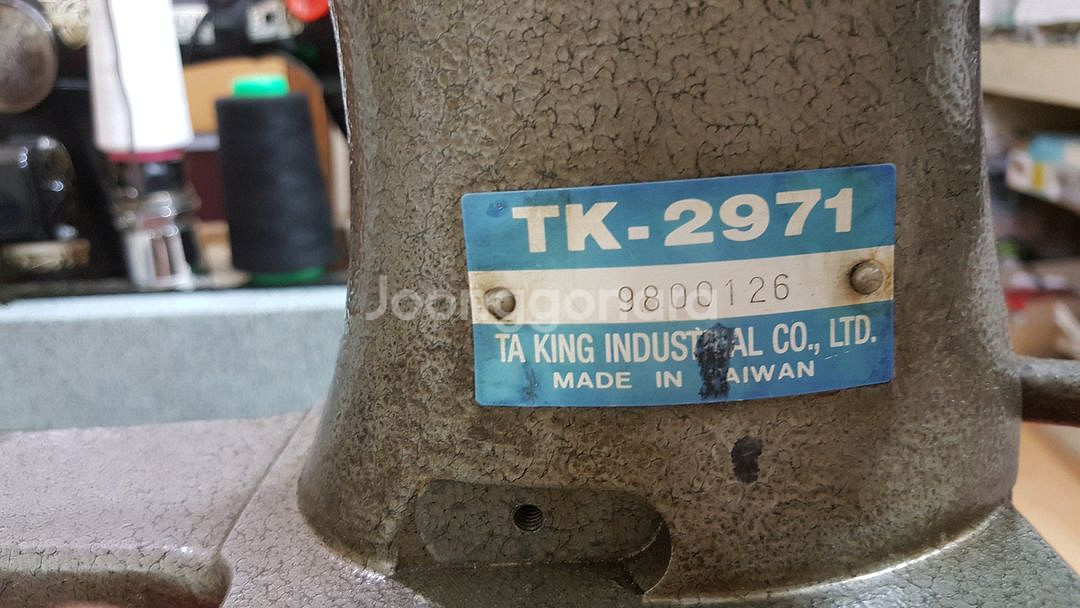 TK-2971
9800126
Joonggonara
TA KING INDUSTRIAL CO., LTD.
MADE IN TAIWAN